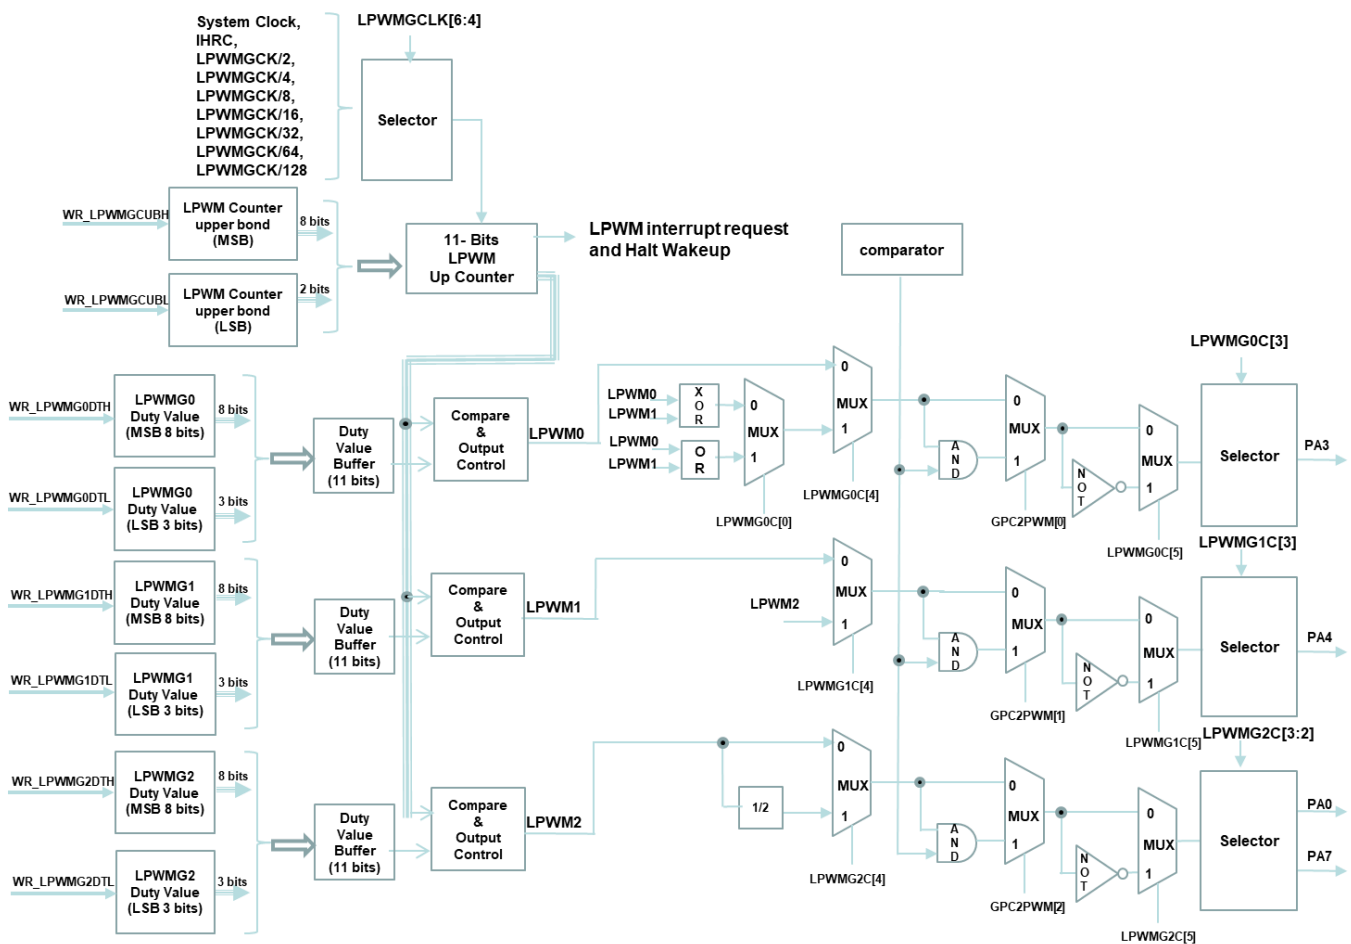 System Clock,
IHRC,
LPWMGCK/2,
LPWMGCK/4,
LPWMGCK/8,
LPWMGCK/16,
LPWMGCK/32,
LPWMGCK/64,
LPWMGCK/128
LPWMGCLK[6:4]
Selector
WR_LPWMGCUBH
LPWM Counter
upper bond
(MSB)
8 bits
WR_LPWMGCUBL
LPWM Counter
upper bond
(LSB)
2 bits
11- Bits
LPWM
Up Counter
LPWM interrupt request
and Halt Wakeup
comparator
WR_LPWMG0DTH
LPWMG0
Duty Value
(MSB 8 bits)
8 bits
WR_LPWMG0DTL
LPWMG0
Duty Value
(LSB 3 bits)
3 bits
Duty
Value
Buffer
(11 bits)
Compare
&
Output
Control
LPWM0
LPWM0
LPWM1
XOR
LPWM0
LPWM1
OR
0
MUX
1
LPWMG0C[0]
0
MUX
1
LPWMG0C[4]
AND
0
MUX
1
GPC2PWM[0]
NOT
0
MUX
1
LPWMG0C[5]
LPWMG0C[3]
Selector
PA3
WR_LPWMG1DTH
LPWMG1
Duty Value
(MSB 8 bits)
8 bits
WR_LPWMG1DTL
LPWMG1
Duty Value
(LSB 3 bits)
3 bits
Duty
Value
Buffer
(11 bits)
Compare
&
Output
Control
LPWM1
LPWM2
0
MUX
1
LPWMG1C[4]
AND
0
MUX
1
GPC2PWM[1]
NOT
0
MUX
1
LPWMG1C[5]
LPWMG1C[3]
Selector
PA4
WR_LPWMG2DTH
LPWMG2
Duty Value
(MSB 8 bits)
8 bits
WR_LPWMG2DTL
LPWMG2
Duty Value
(LSB 3 bits)
3 bits
Duty
Value
Buffer
(11 bits)
Compare
&
Output
Control
LPWM2
1/2
0
MUX
1
LPWMG2C[4]
AND
0
MUX
1
GPC2PWM[2]
NOT
0
MUX
1
LPWMG2C[5]
LPWMG2C[3:2]
Selector
PA0
PA7